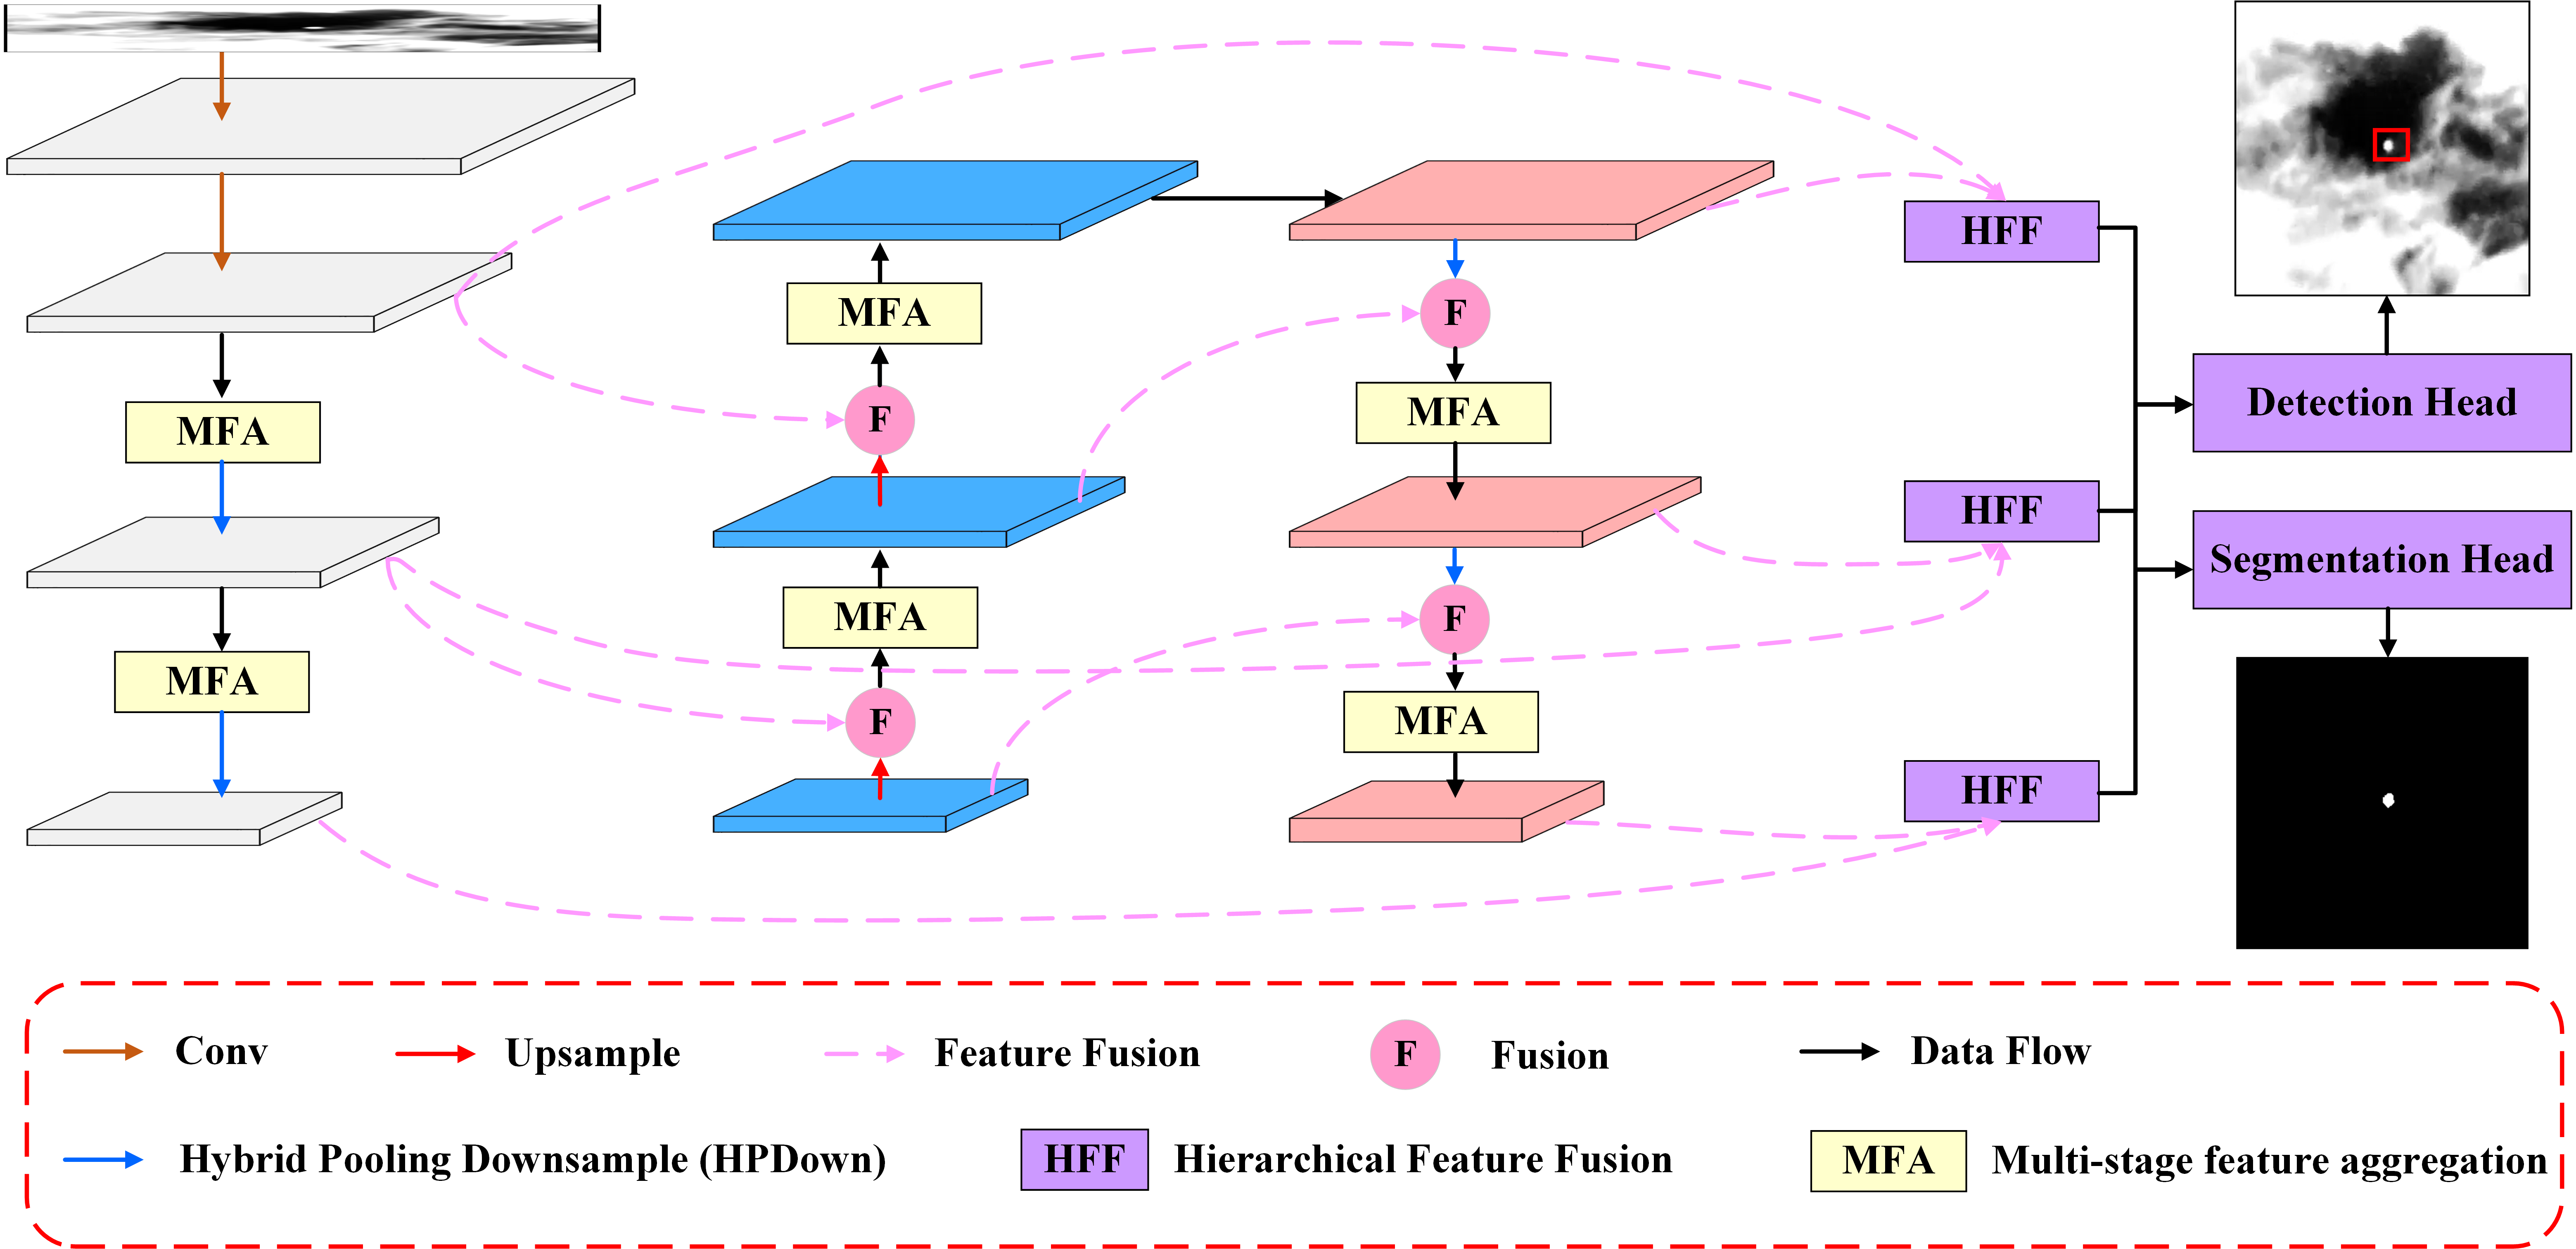 HFF
MFA
F
MFA
Detection Head
F
MFA
HFF
Segmentation Head
MFA
F
MFA
F
MFA
HFF
Conv
Upsample
Feature Fusion
F
Fusion
Data Flow
Hybrid Pooling Downsample (HPDown)
HFF
Hierarchical Feature Fusion
MFA
Multi-stage feature aggregation